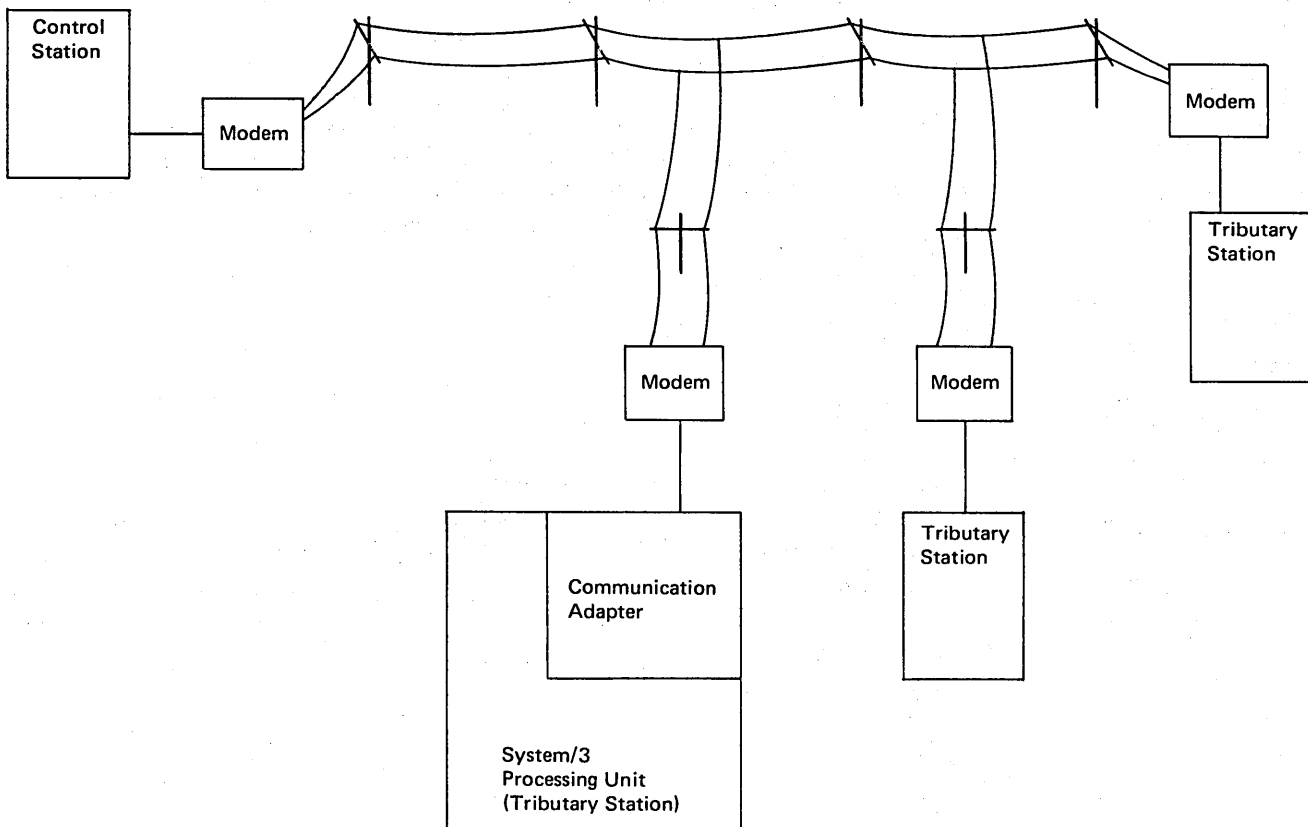 Control
Station
Modem
Modem
Tributary
Station
Modem
Modem
Tributary
Station
Communication
Adapter
System/3
Processing Unit
(Tributary Station)